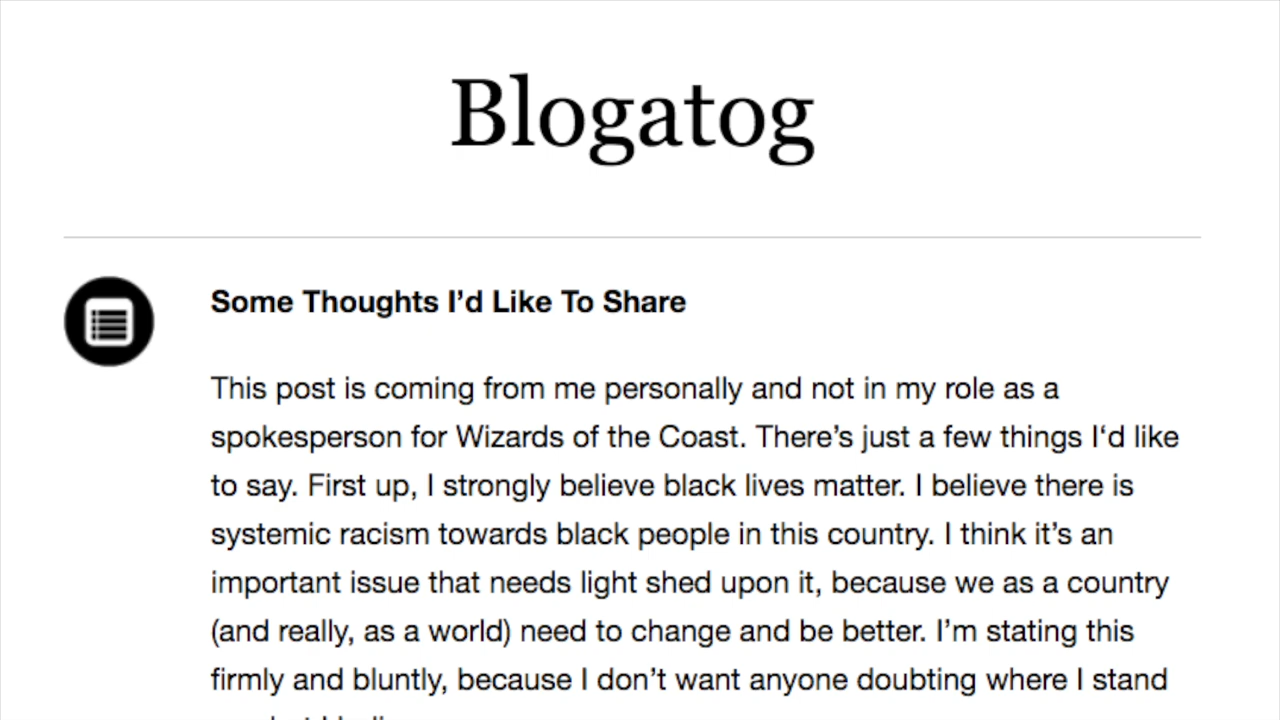 Blogatog
Some Thoughts I’d Like To Share
This post is coming from me personally and not in my role as a
spokesperson for Wizards of the Coast. There’s just a few things I‘d like
to say. First up, I strongly believe black lives matter. I believe there is
systemic racism towards black people in this country. I think it’s an
important issue that needs light shed upon it, because we as a country
(and really, as a world) need to change and be better. I’m stating this
firmly and bluntly, because I don’t want anyone doubting where I stand